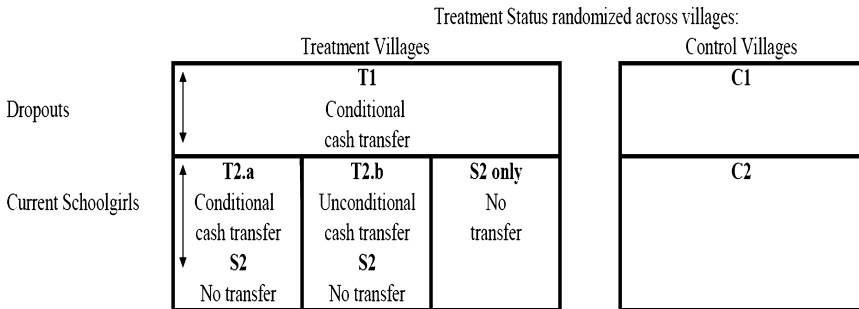 Treatment Status randomized across villages:
Treatment Villages Control Villages
T1 C1
Dropouts Conditional
cash transfer
T2.a T2.b S2 only C2
Current Schoolgirls Conditional Unconditional No
cash transfer cash transfer transfer
S2 S2
No transfer No transfer